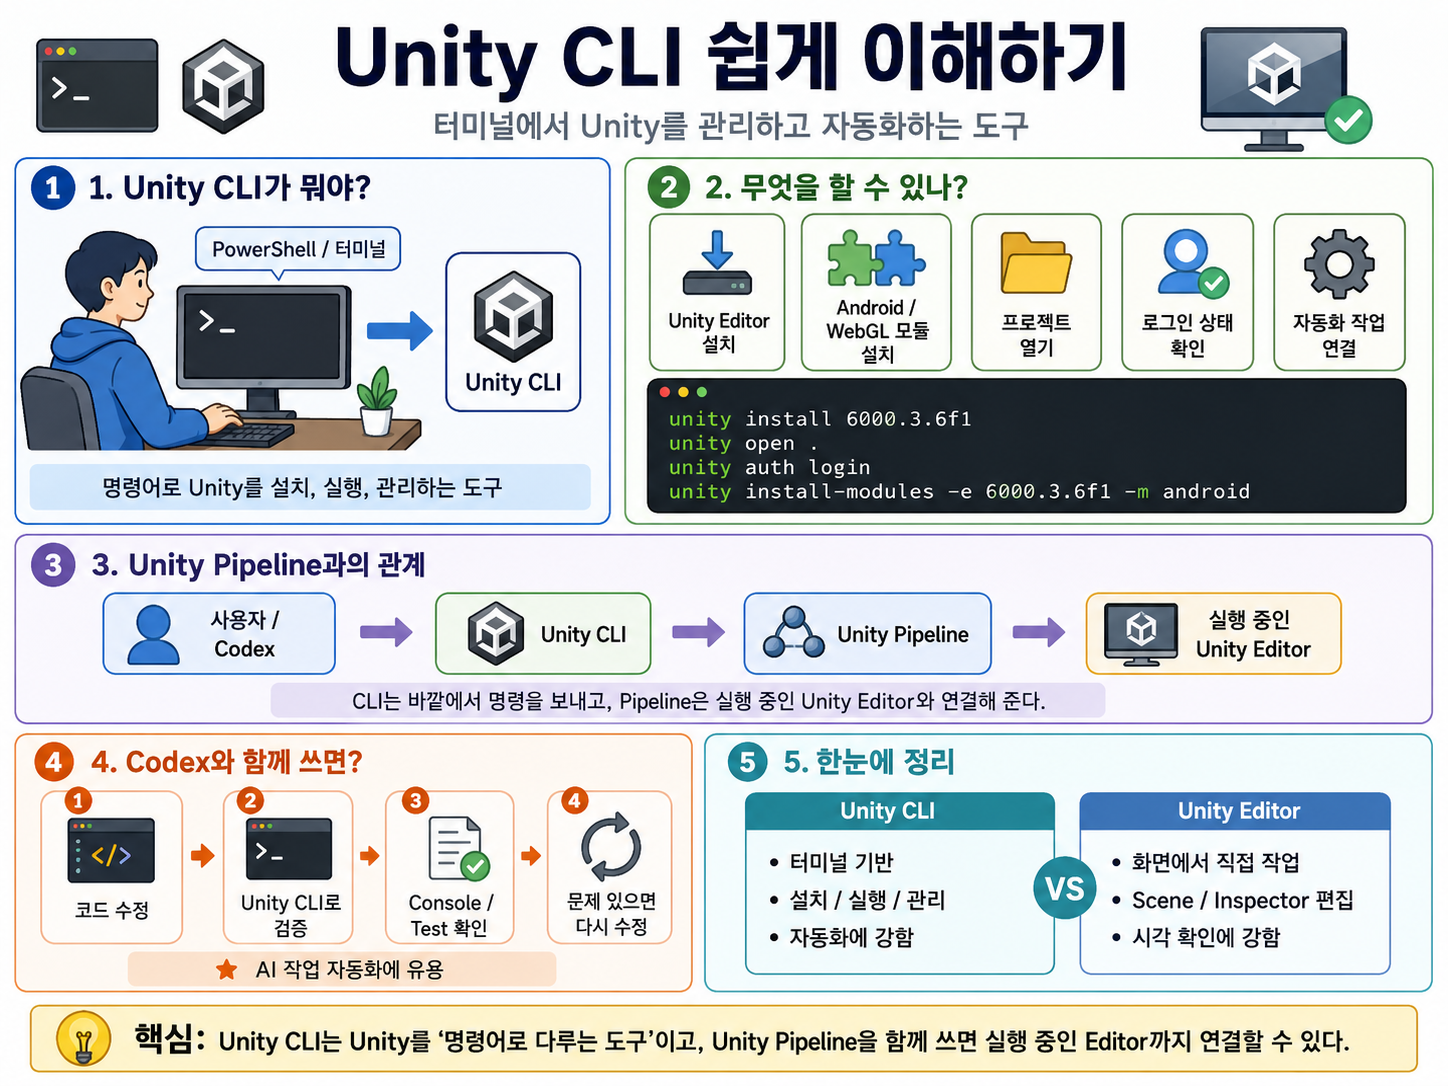 Unity CLI 쉽게 이해하기
터미널에서 Unity를 관리하고 자동화하는 도구
>_
1 1. Unity CLI가 뭐야?
PowerShell / 터미널
>_
Unity CLI
명령어로 Unity를 설치, 실행, 관리하는 도구
2 2. 무엇을 할 수 있나?
Unity Editor
설치
Android /
WebGL 모듈
설치
프로젝트
열기
로그인 상태
확인
자동화 작업
연결
unity install 6000.3.6f1
unity open .
unity auth login
unity install-modules -e 6000.3.6f1 -m android
3 3. Unity Pipeline과의 관계
사용자 /
Codex
Unity CLI
Unity Pipeline
실행 중인
Unity Editor
CLI는 바깥에서 명령을 보내고, Pipeline은 실행 중인 Unity Editor와 연결해 준다.
4 4. Codex와 함께 쓰면?
1
</>
코드 수정
2
>_
Unity CLI로
검증
3
Console /
Test 확인
4
문제 있으면
다시 수정
★ AI 작업 자동화에 유용
5 5. 한눈에 정리
Unity CLI
• 터미널 기반
• 설치 / 실행 / 관리
• 자동화에 강함
VS
Unity Editor
• 화면에서 직접 작업
• Scene / Inspector 편집
• 시각 확인에 강함
핵심: Unity CLI는 Unity를 ‘명령어로 다루는 도구’이고, Unity Pipeline을 함께 쓰면 실행 중인 Editor까지 연결할 수 있다.